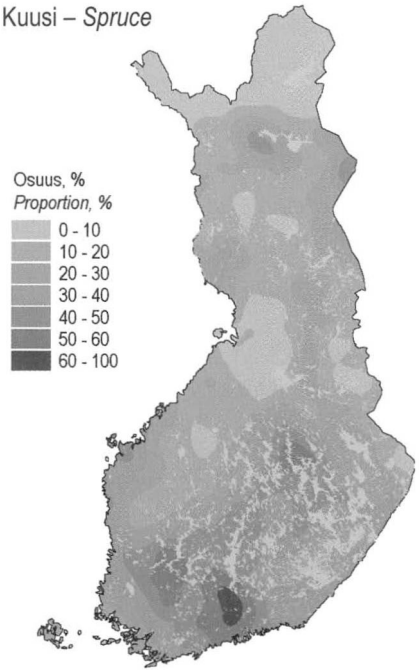 Kuusi – Spruce
Osuus, %
Proportion, %
0 - 10
10 - 20
20 - 30
30 - 40
40 - 50
50 - 60
60 - 100